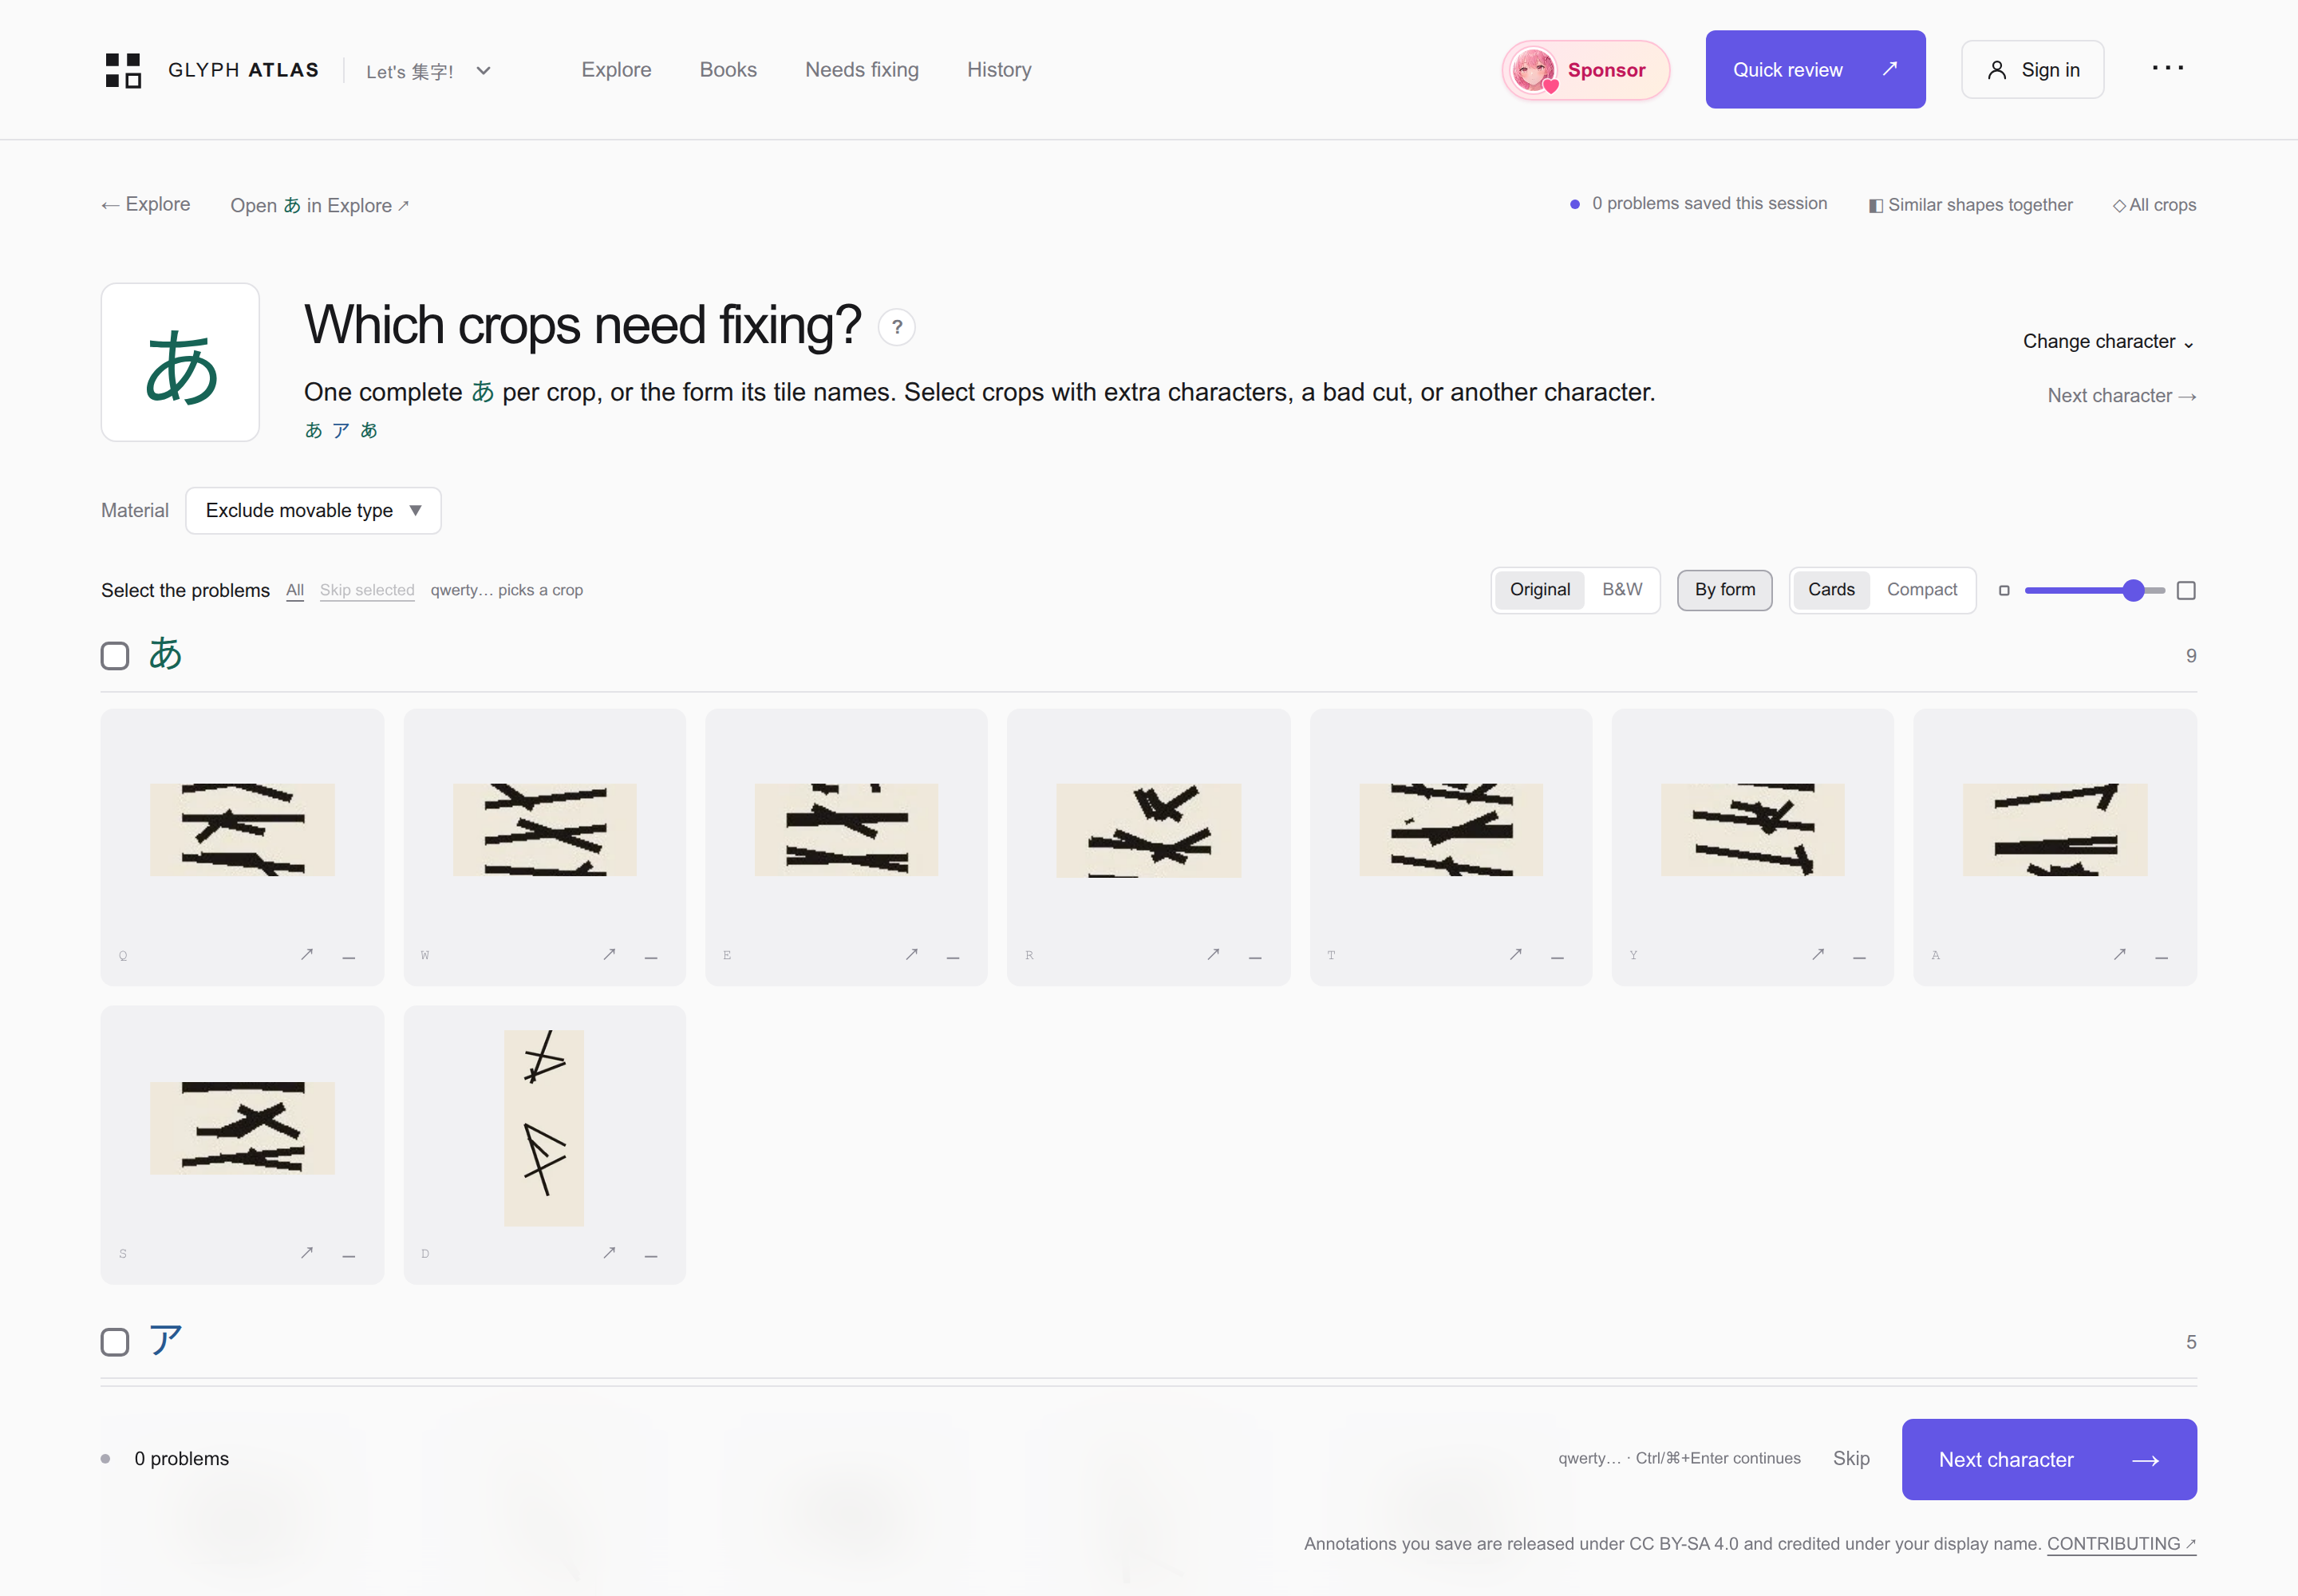 GLYPH ATLAS Let's 集字! Explore Books Needs fixing History Sponsor Quick review ↗ Sign in ···
← Explore Open あ in Explore ↗ 0 problems saved this session ◧ Similar shapes together ◇ All crops
あ
Which crops need fixing? ?
One complete あ per crop, or the form its tile names. Select crops with extra characters, a bad cut, or another character.
あ ア あ
Change character ⌄
Next character →
Material Exclude movable type ▼
Select the problems All Skip selected qwerty… picks a crop Original B&W By form Cards Compact
あ 9
Q ↗ – W ↗ – E ↗ – R ↗ – T ↗ – Y ↗ – A ↗ –
S ↗ – D ↗ –
ア 5
0 problems qwerty… · Ctrl/⌘+Enter continues Skip Next character →
Annotations you save are released under CC BY-SA 4.0 and credited under your display name. CONTRIBUTING ↗